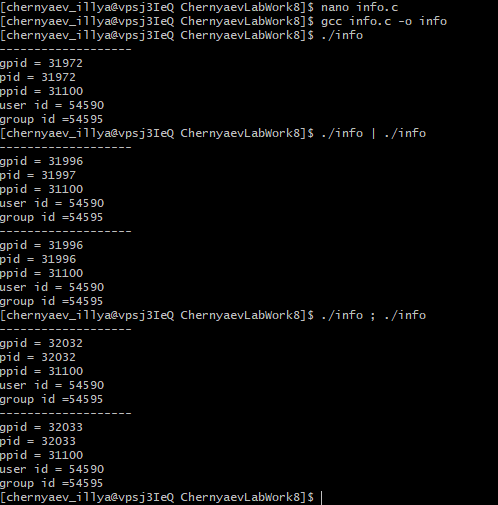 [chernyaev_illya@vpsj3IeQ ChernyaevLabWork8]$ nano info.c
[chernyaev_illya@vpsj3IeQ ChernyaevLabWork8]$ gcc info.c -o info
[chernyaev_illya@vpsj3IeQ ChernyaevLabWork8]$ ./info
-------------------
gpid = 31972
pid = 31972
ppid = 31100
user id = 54590
group id =54595
[chernyaev_illya@vpsj3IeQ ChernyaevLabWork8]$ ./info | ./info
-------------------
gpid = 31996
pid = 31997
ppid = 31100
user id = 54590
group id =54595
-------------------
gpid = 31996
pid = 31996
ppid = 31100
user id = 54590
group id =54595
[chernyaev_illya@vpsj3IeQ ChernyaevLabWork8]$ ./info ; ./info
-------------------
gpid = 32032
pid = 32032
ppid = 31100
user id = 54590
group id =54595
-------------------
gpid = 32033
pid = 32033
ppid = 31100
user id = 54590
group id =54595
[chernyaev_illya@vpsj3IeQ ChernyaevLabWork8]$